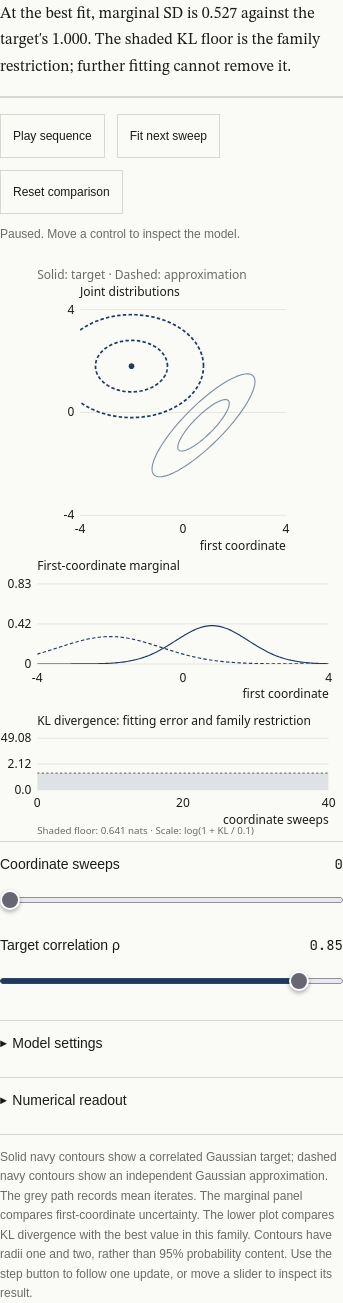 At the best fit, marginal SD is 0.527 against the
target's 1.000. The shaded KL floor is the family
restriction; further fitting cannot remove it.
Play sequence
Fit next sweep
Reset comparison
Paused. Move a control to inspect the model.
Solid: target · Dashed: approximation
Joint distributions
4
0
-4
-4 0 4
first coordinate
First-coordinate marginal
0.83
0.42
0
-4 0 4
first coordinate
KL divergence: fitting error and family restriction
49.08
2.12
0.0
0 20 40
coordinate sweeps
Shaded floor: 0.641 nats · Scale: log(1 + KL / 0.1)
Coordinate sweeps 0
Target correlation ρ 0.85
▸ Model settings
▸ Numerical readout
Solid navy contours show a correlated Gaussian target; dashed
navy contours show an independent Gaussian approximation.
The grey path records mean iterates. The marginal panel
compares first-coordinate uncertainty. The lower plot compares
KL divergence with the best value in this family. Contours have
radii one and two, rather than 95% probability content. Use the
step button to follow one update, or move a slider to inspect its
result.